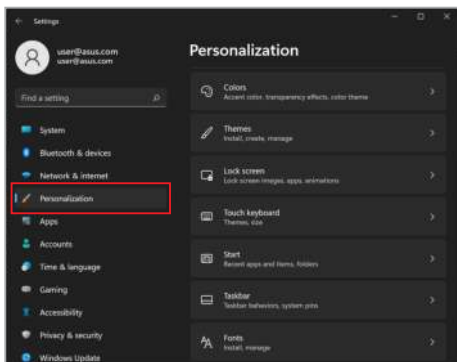 Settings
user@asus.com
user@asus.com
Find a setting
System
Bluetooth & devices
Network & internet
Personalization
Apps
Accounts
Time & language
Gaming
Accessibility
Privacy & security
Windows Update
Personalization
Colors
Accent color, transparency effects, color theme
Themes
Install, create, manage
Lock screen
Lock screen images, apps, animations
Touch keyboard
Themes, size
Start
Recent apps and items, folders
Taskbar
Taskbar behaviors, system pins
Fonts
Install, manage